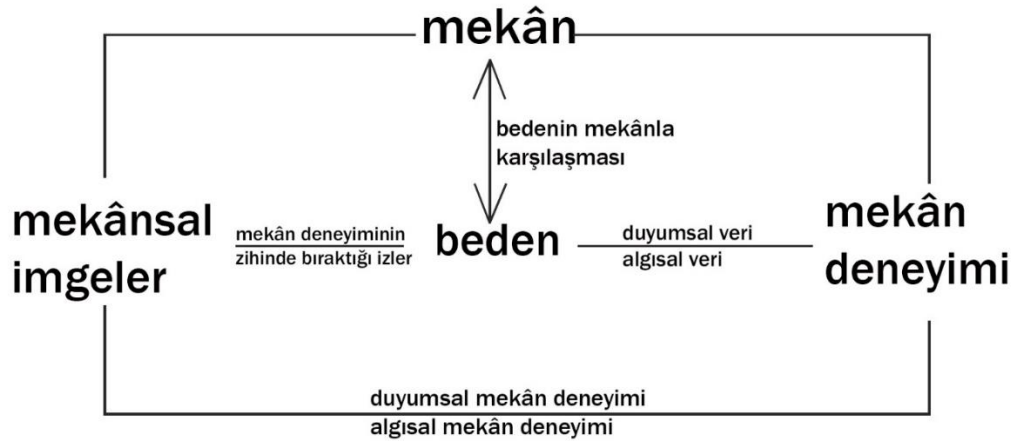 mekân
bedenin mekânla
karşılaşması
mekânsal
imgeler
mekân deneyiminin
zihinde bıraktığı izler
beden
duyumsal veri
algısal veri
mekân
deneyimi
duyumsal mekân deneyimi
algısal mekân deneyimi